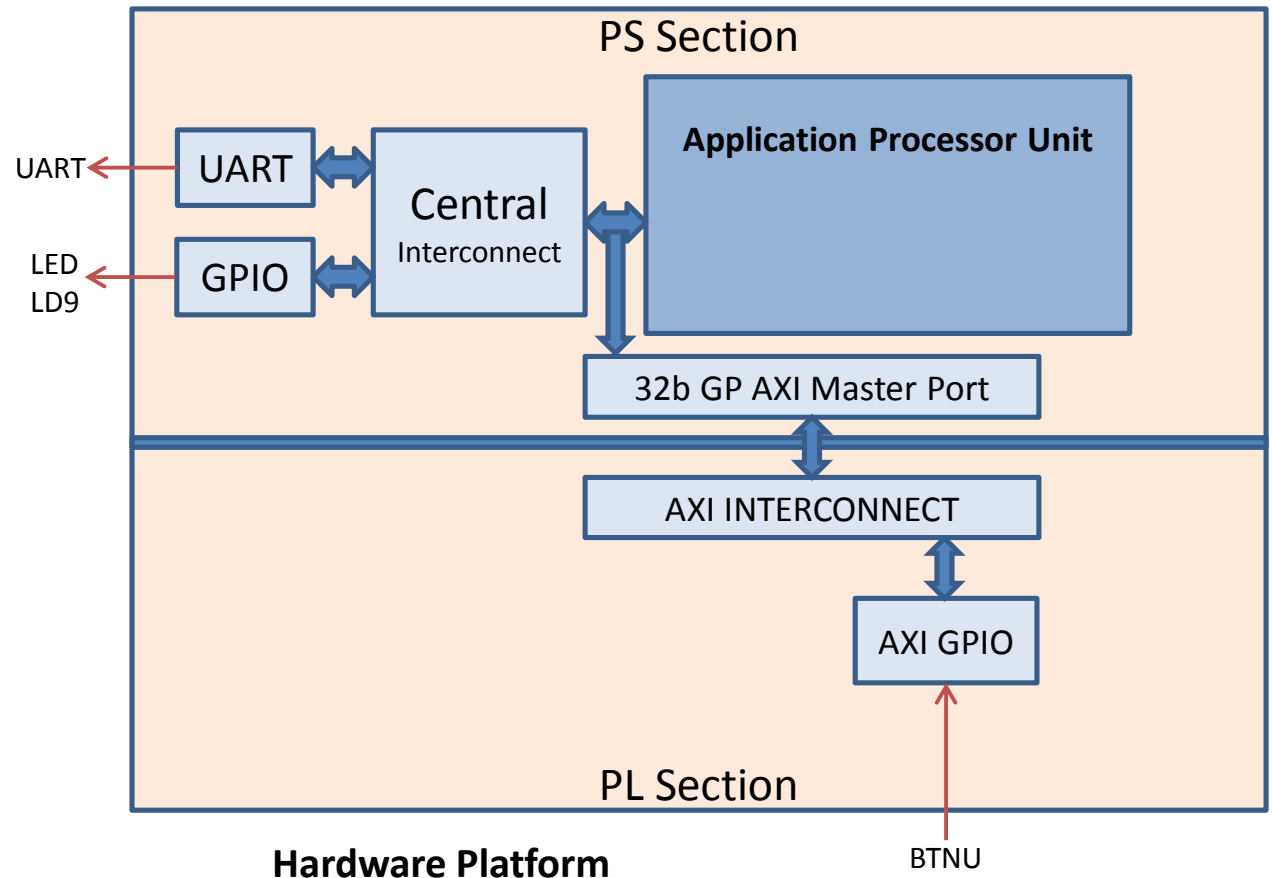 PS Section
Application Processor Unit
UART
UART
Central
Interconnect
LED
LD9
GPIO
32b GP AXI Master Port
AXI INTERCONNECT
AXI GPIO
PL Section
Hardware Platform
BTNU